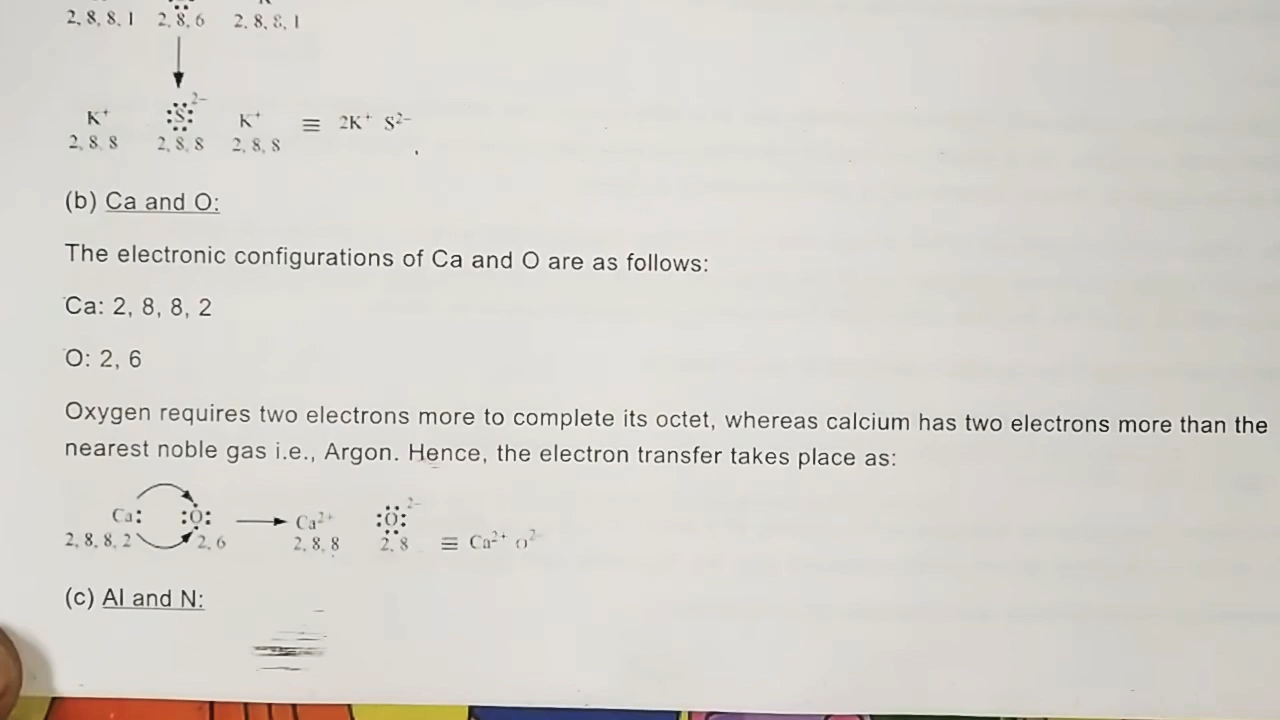 2, 8, 8, 1 2, 8, 6 2, 8, 8, 1
K⁺ :S: 2– K⁺ ≡ 2K⁺ S²⁻
2, 8, 8 2, 8, 8 2, 8, 8
(b) Ca and O:
The electronic configurations of Ca and O are as follows:
Ca: 2, 8, 8, 2
O: 2, 6
Oxygen requires two electrons more to complete its octet, whereas calcium has two electrons more than the
nearest noble gas i.e., Argon. Hence, the electron transfer takes place as:
Ca: :O: → Ca²⁺ :O: 2–
2, 8, 8, 2 2, 6 2, 8, 8 2, 8 ≡ Ca²⁺ O²⁻
(c) Al and N: